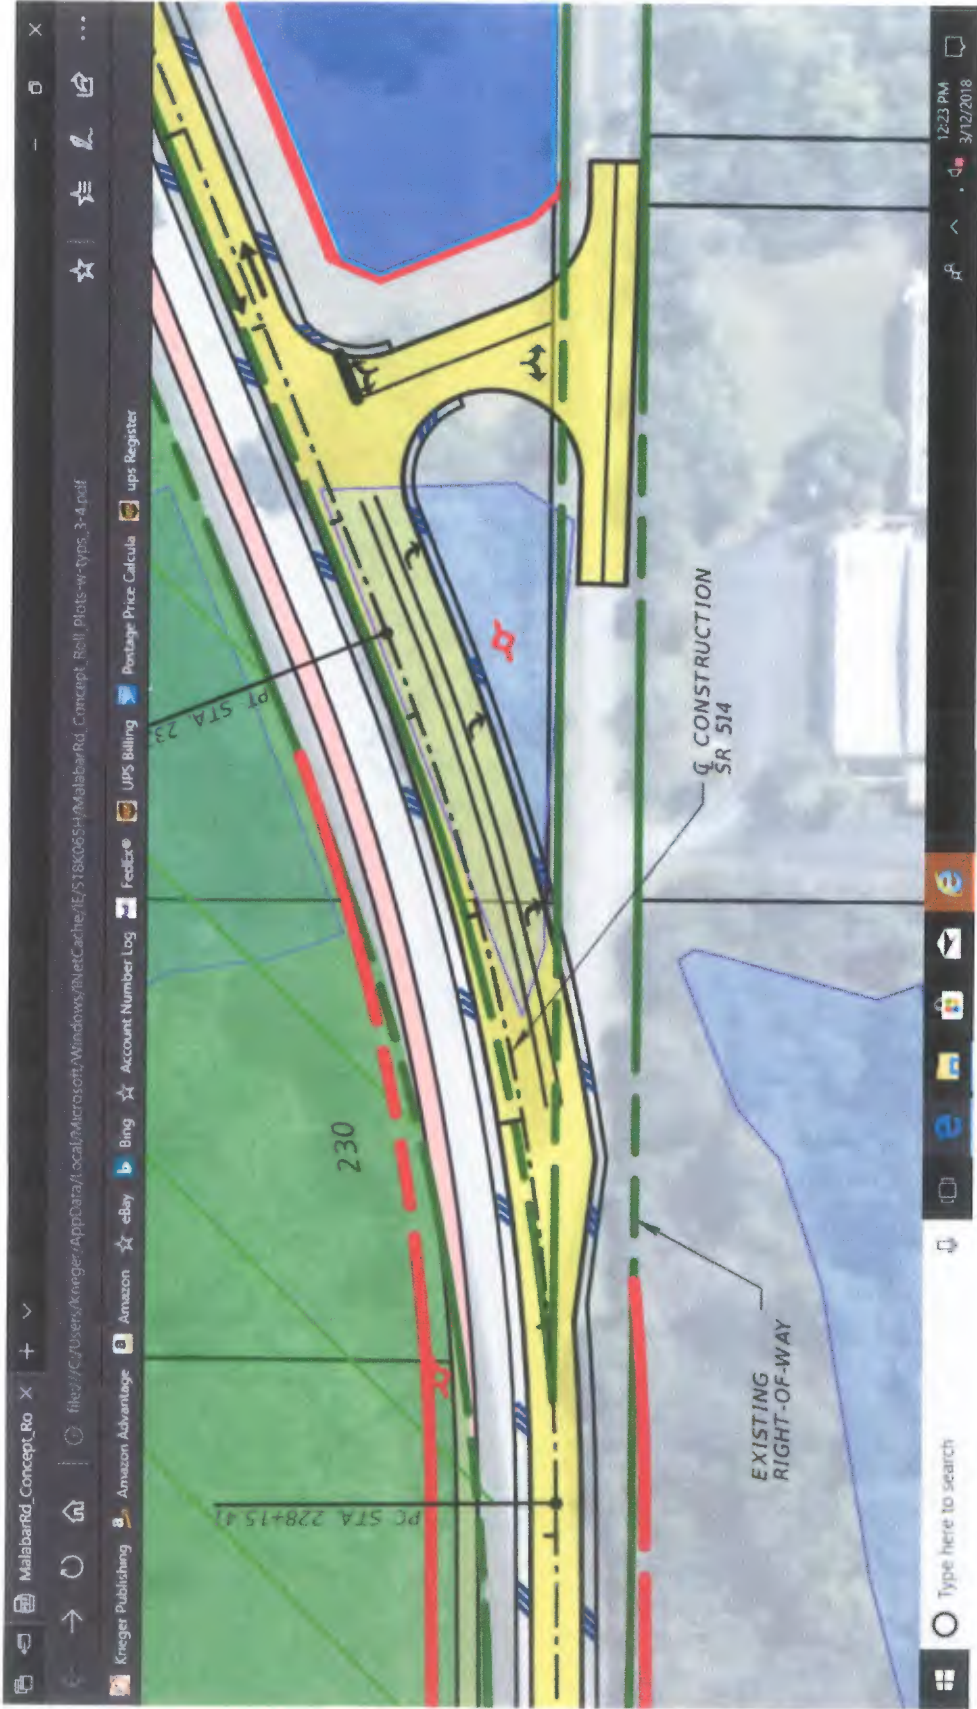 MalabarRd_Concept_Ro
file:///C:/Users/krieger/AppData/Local/Microsoft/Windows/INetCache/IE/S18K065H/MalabarRd_Concept_Roll_Plots-w-typs_3-4.pdf
Krieger Publishing Amazon Advantage Amazon eBay Bing Account Number Log FedEx® UPS Billing Postage Price Calcula ups Register
PC STA. 228+15.41
230
PT STA. 23
EXISTING
RIGHT-OF-WAY
℄ CONSTRUCTION
SR 514
Type here to search
12:23 PM
3/12/2018